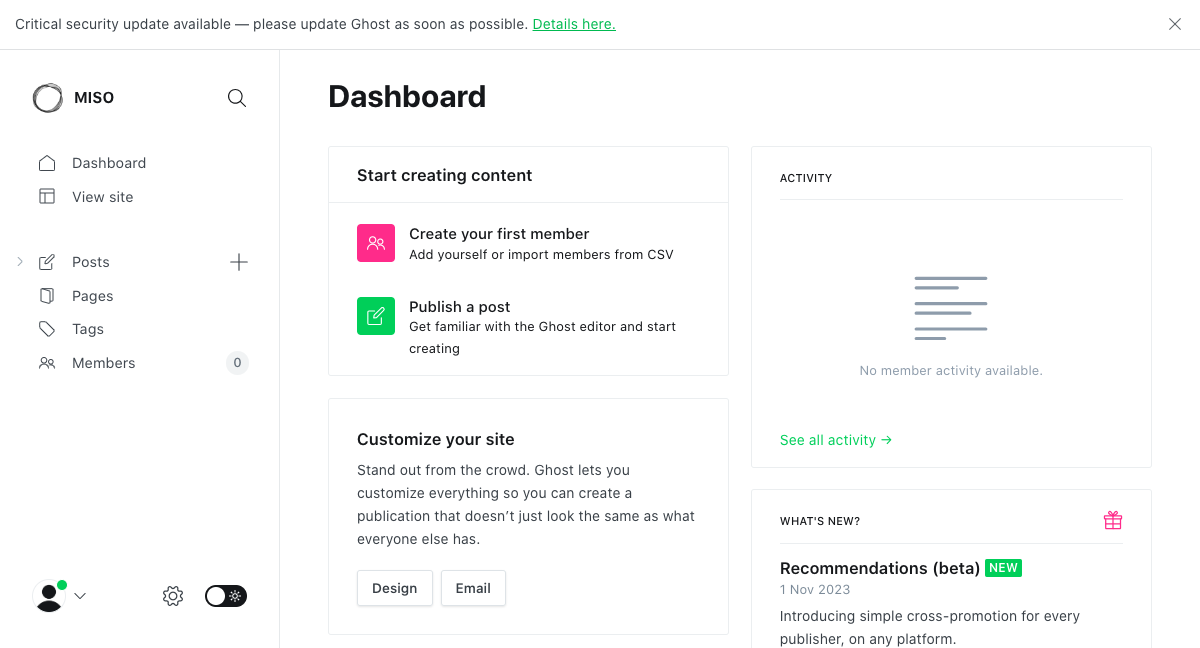 Critical security update available — please update Ghost as soon as possible. Details here.
MISO
Dashboard
View site
Posts
Pages
Tags
Members
0
Dashboard
Start creating content
Create your first member
Add yourself or import members from CSV
Publish a post
Get familiar with the Ghost editor and start
creating
Customize your site
Stand out from the crowd. Ghost lets you
customize everything so you can create a
publication that doesn’t just look the same as what
everyone else has.
Design
Email
ACTIVITY
No member activity available.
See all activity →
WHAT'S NEW?
Recommendations (beta) NEW
1 Nov 2023
Introducing simple cross-promotion for every
publisher, on any platform.